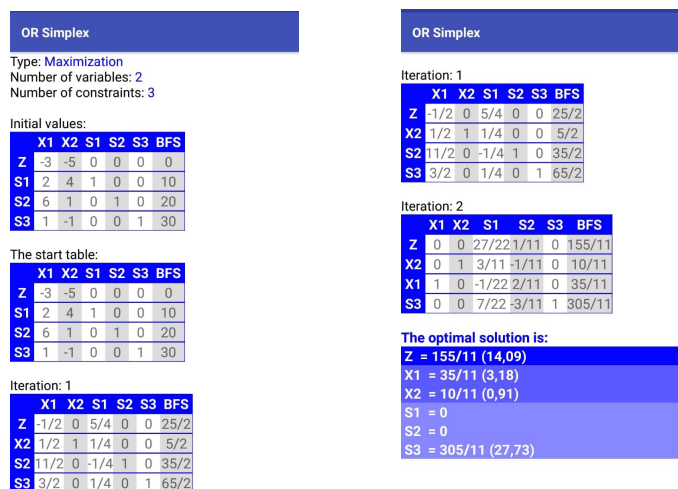 OR Simplex
Type: Maximization
Number of variables: 2
Number of constraints: 3
Initial values:
X1 X2 S1 S2 S3 BFS
Z -3 -5 0 0 0 0
S1 2 4 1 0 0 10
S2 6 1 0 1 0 20
S3 1 -1 0 0 1 30
The start table:
X1 X2 S1 S2 S3 BFS
Z -3 -5 0 0 0 0
S1 2 4 1 0 0 10
S2 6 1 0 1 0 20
S3 1 -1 0 0 1 30
Iteration: 1
X1 X2 S1 S2 S3 BFS
Z -1/2 0 5/4 0 0 25/2
X2 1/2 1 1/4 0 0 5/2
S2 11/2 0 -1/4 1 0 35/2
S3 3/2 0 1/4 0 1 65/2
OR Simplex
Iteration: 1
X1 X2 S1 S2 S3 BFS
Z -1/2 0 5/4 0 0 25/2
X2 1/2 1 1/4 0 0 5/2
S2 11/2 0 -1/4 1 0 35/2
S3 3/2 0 1/4 0 1 65/2
Iteration: 2
X1 X2 S1 S2 S3 BFS
Z 0 0 27/22 1/11 0 155/11
X2 0 1 3/11 -1/11 0 10/11
X1 1 0 -1/22 2/11 0 35/11
S3 0 0 7/22 -3/11 1 305/11
The optimal solution is:
Z = 155/11 (14,09)
X1 = 35/11 (3,18)
X2 = 10/11 (0,91)
S1 = 0
S2 = 0
S3 = 305/11 (27,73)